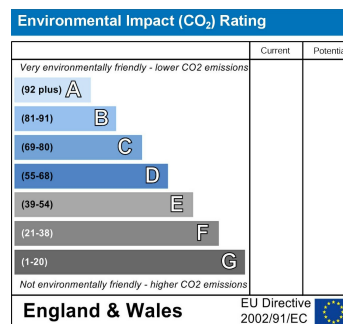 Environmental Impact (CO₂) Rating
Current Potentia
Very environmentally friendly - lower CO2 emissions
(92 plus) A
(81-91) B
(69-80) C
(55-68) D
(39-54) E
(21-38) F
(1-20) G
Not environmentally friendly - higher CO2 emissions
England & Wales
EU Directive
2002/91/EC